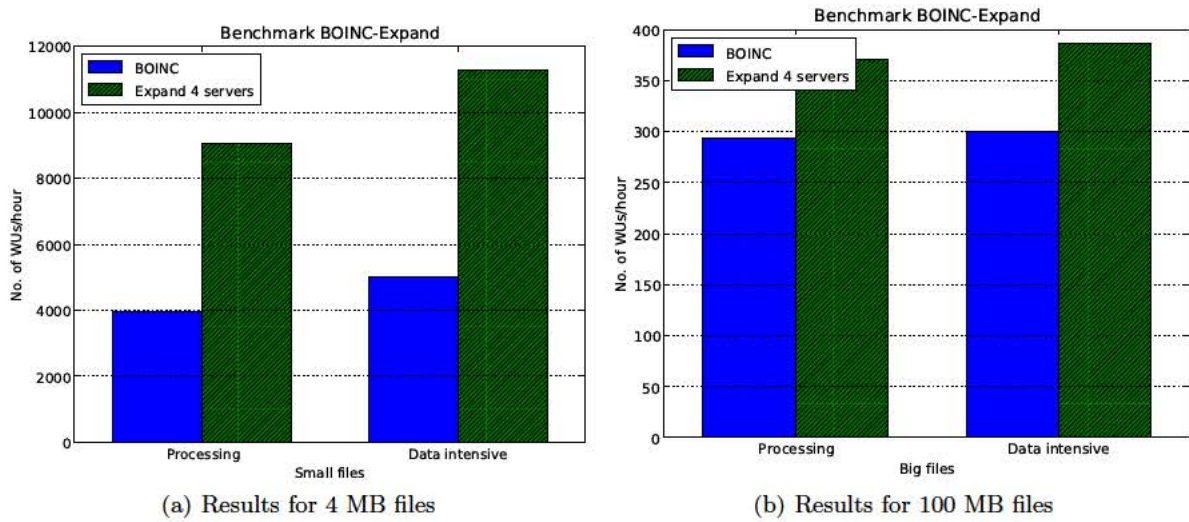 Benchmark BOINC-Expand
BOINC
Expand 4 servers
12000
10000
8000
6000
4000
2000
0
No. of WUs/hour
Processing
Data intensive
Small files
(a) Results for 4 MB files
Benchmark BOINC-Expand
BOINC
Expand 4 servers
400
350
300
250
200
150
100
50
0
No. of WUs/hour
Processing
Data intensive
Big files
(b) Results for 100 MB files